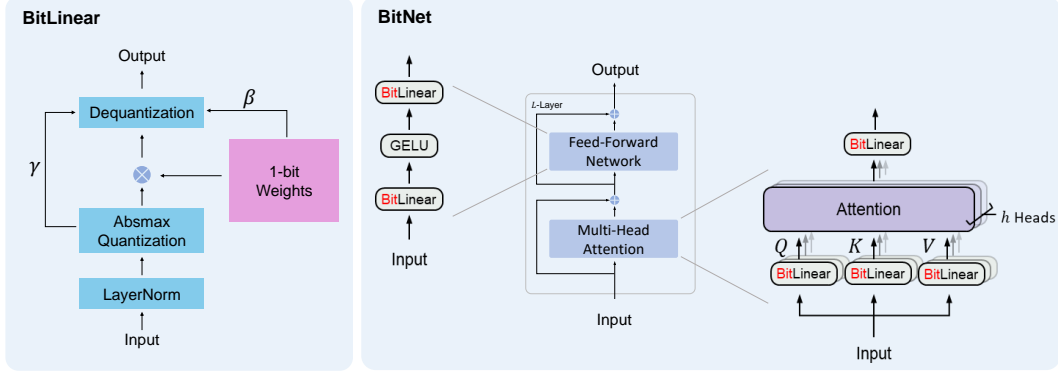 BitLinear
Output
Dequantization
β
γ
1-bit
Weights
Absmax
Quantization
LayerNorm
Input
BitNet
BitLinear
GELU
BitLinear
Input
Output
L-Layer
Feed-Forward
Network
Multi-Head
Attention
Input
BitLinear
Attention
h Heads
Q K V
BitLinear BitLinear BitLinear
Input